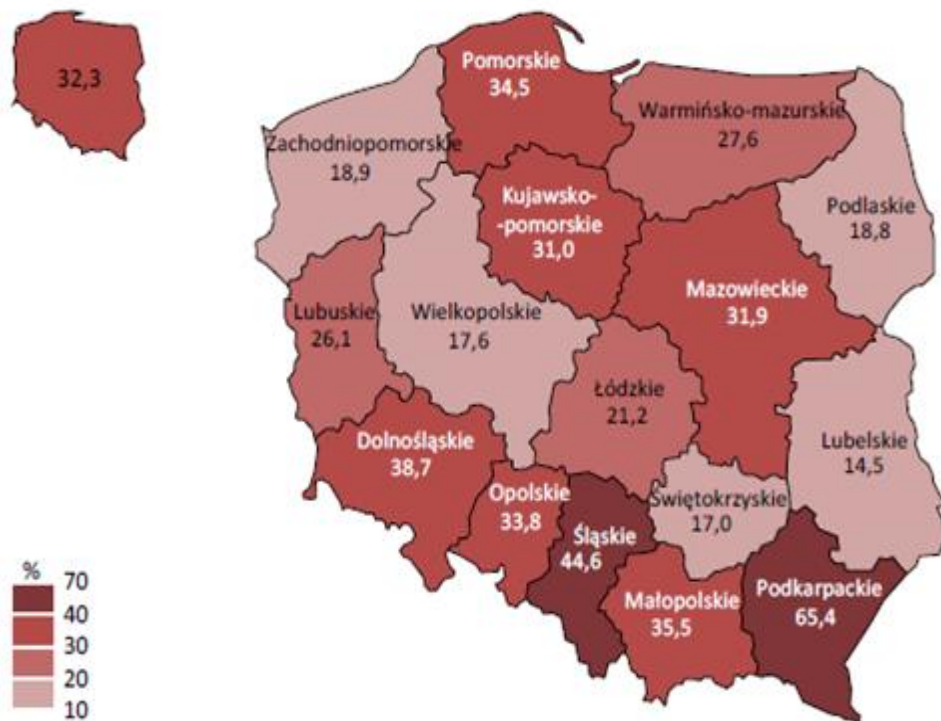 32,3
Pomorskie
34,5
Warmińsko-mazurskie
27,6
Zachodniopomorskie
18,9
Kujawsko-
-pomorskie
31,0
Podlaskie
18,8
Mazowieckie
31,9
Lubuskie
26,1
Wielkopolskie
17,6
Łódzkie
21,2
Lubelskie
14,5
Dolnośląskie
38,7
Opolskie
33,8
Świętokrzyskie
17,0
Śląskie
44,6
Małopolskie
35,5
Podkarpackie
65,4
%
70
40
30
20
10